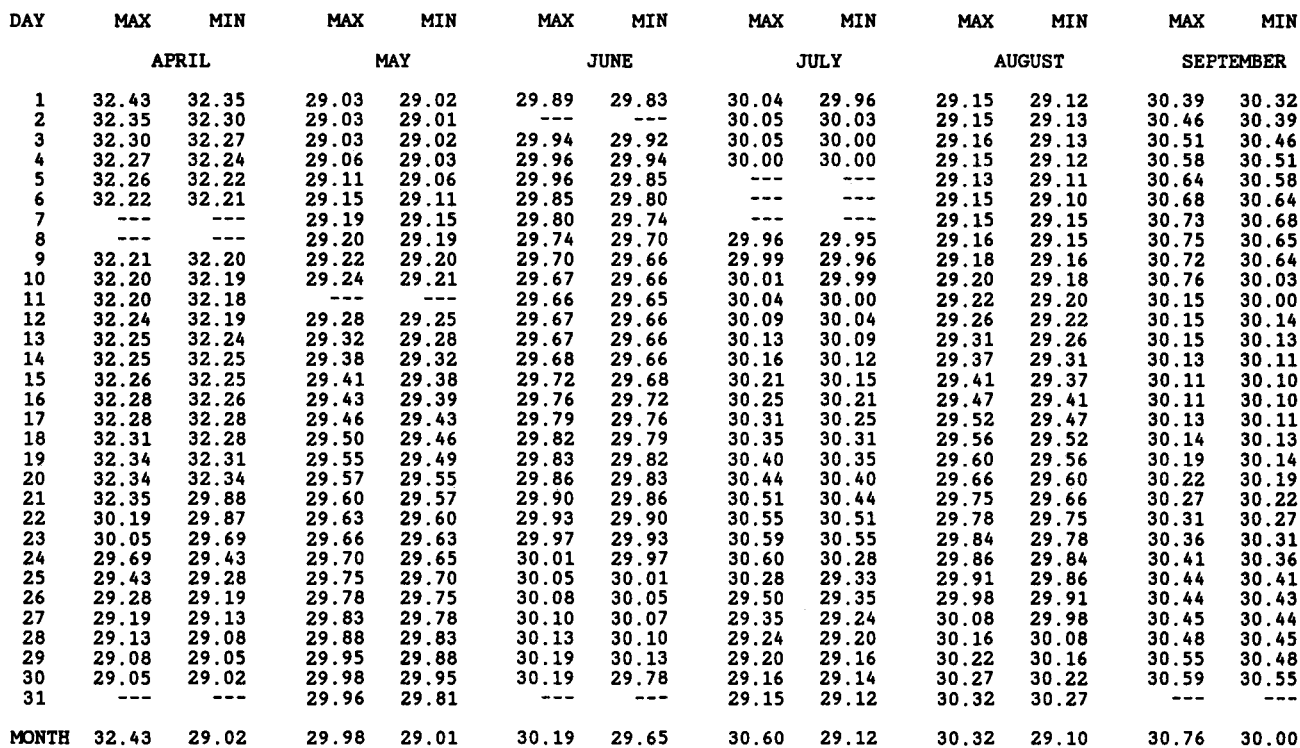 DAY MAX MIN MAX MIN MAX MIN MAX MIN MAX MIN MAX MIN
APRIL MAY JUNE JULY AUGUST SEPTEMBER
1 32.43 32.35 29.03 29.02 29.89 29.83 30.04 29.96 29.15 29.12 30.39 30.32
2 32.35 32.30 29.03 29.01 --- --- 30.05 30.03 29.15 29.13 30.46 30.39
3 32.30 32.27 29.03 29.02 29.94 29.92 30.05 30.00 29.16 29.13 30.51 30.46
4 32.27 32.24 29.06 29.03 29.96 29.94 30.00 30.00 29.15 29.12 30.58 30.51
5 32.26 32.22 29.11 29.06 29.96 29.85 --- --- 29.13 29.11 30.64 30.58
6 32.22 32.21 29.15 29.11 29.85 29.80 --- --- 29.15 29.10 30.68 30.64
7 --- --- 29.19 29.15 29.80 29.74 --- --- 29.15 29.15 30.73 30.68
8 --- --- 29.20 29.19 29.74 29.70 29.96 29.95 29.16 29.15 30.75 30.65
9 32.21 32.20 29.22 29.20 29.70 29.66 29.99 29.96 29.18 29.16 30.72 30.64
10 32.20 32.19 29.24 29.21 29.67 29.66 30.01 29.99 29.20 29.18 30.76 30.03
11 32.20 32.18 --- --- 29.66 29.65 30.04 30.00 29.22 29.20 30.15 30.00
12 32.24 32.19 29.28 29.25 29.67 29.66 30.09 30.04 29.26 29.22 30.15 30.14
13 32.25 32.24 29.32 29.28 29.67 29.66 30.13 30.09 29.31 29.26 30.15 30.13
14 32.25 32.25 29.38 29.32 29.68 29.66 30.16 30.12 29.37 29.31 30.13 30.11
15 32.26 32.25 29.41 29.38 29.72 29.68 30.21 30.15 29.41 29.37 30.11 30.10
16 32.28 32.26 29.43 29.39 29.76 29.72 30.25 30.21 29.47 29.41 30.11 30.10
17 32.28 32.28 29.46 29.43 29.79 29.76 30.31 30.25 29.52 29.47 30.13 30.11
18 32.31 32.28 29.50 29.46 29.82 29.79 30.35 30.31 29.56 29.52 30.14 30.13
19 32.34 32.31 29.55 29.49 29.83 29.82 30.40 30.35 29.60 29.56 30.19 30.14
20 32.34 32.34 29.57 29.55 29.86 29.83 30.44 30.40 29.66 29.60 30.22 30.19
21 32.35 29.88 29.60 29.57 29.90 29.86 30.51 30.44 29.75 29.66 30.27 30.22
22 30.19 29.87 29.63 29.60 29.93 29.90 30.55 30.51 29.78 29.75 30.31 30.27
23 30.05 29.69 29.66 29.63 29.97 29.93 30.59 30.55 29.84 29.78 30.36 30.31
24 29.69 29.43 29.70 29.65 30.01 29.97 30.60 30.28 29.86 29.84 30.41 30.36
25 29.43 29.28 29.75 29.70 30.05 30.01 30.28 29.33 29.91 29.86 30.44 30.41
26 29.28 29.19 29.78 29.75 30.08 30.05 29.50 29.35 29.98 29.91 30.44 30.43
27 29.19 29.13 29.83 29.78 30.10 30.07 29.35 29.24 30.08 29.98 30.45 30.44
28 29.13 29.08 29.88 29.83 30.13 30.10 29.24 29.20 30.16 30.08 30.48 30.45
29 29.08 29.05 29.95 29.88 30.19 30.13 29.20 29.16 30.22 30.16 30.55 30.48
30 29.05 29.02 29.98 29.95 30.19 29.78 29.16 29.14 30.27 30.22 30.59 30.55
31 --- --- 29.96 29.81 --- --- 29.15 29.12 30.32 30.27 --- ---
MONTH 32.43 29.02 29.98 29.01 30.19 29.65 30.60 29.12 30.32 29.10 30.76 30.00